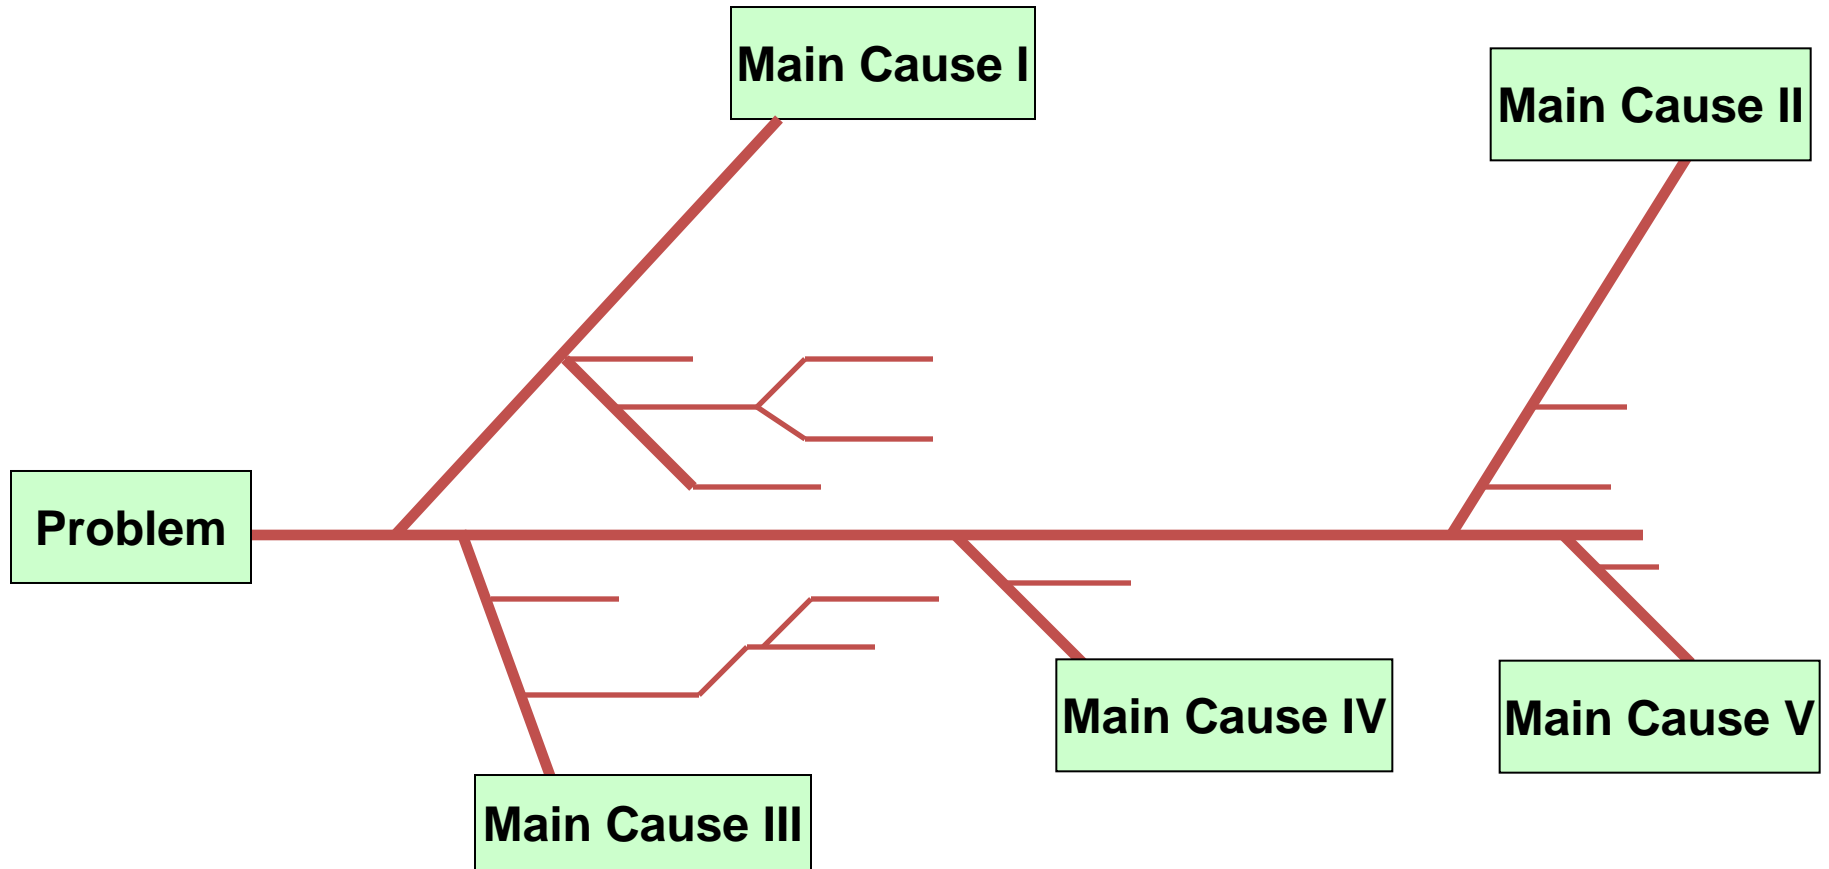 Main Cause I
Main Cause II
Problem
Main Cause IV
Main Cause V
Main Cause III